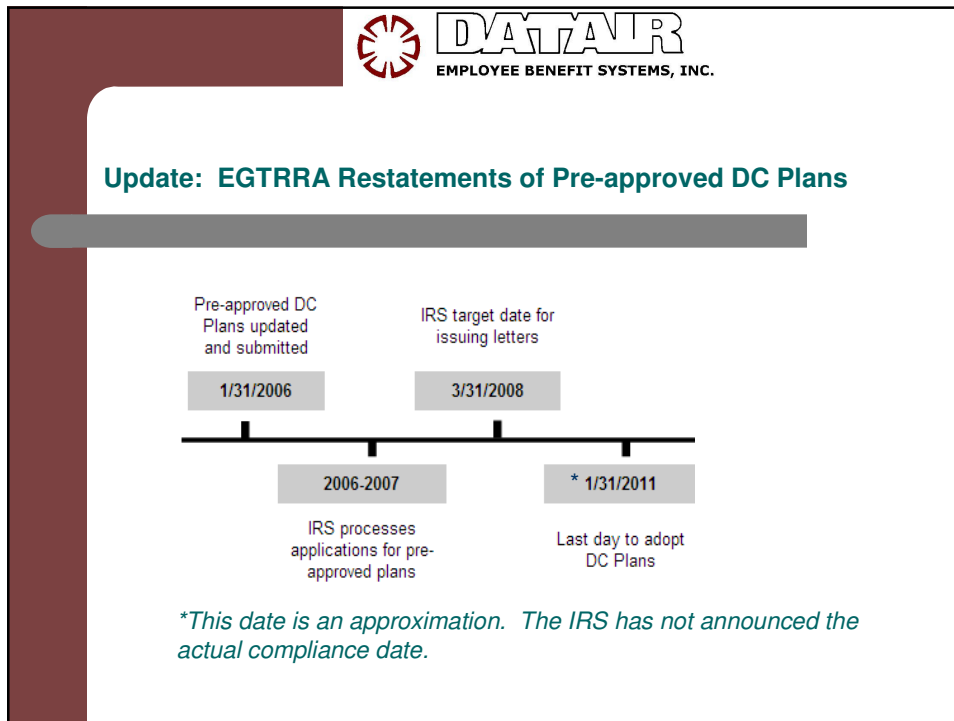 DATAIR
EMPLOYEE BENEFIT SYSTEMS, INC.
Update: EGTRRA Restatements of Pre-approved DC Plans
Pre-approved DC
Plans updated
and submitted
1/31/2006
IRS target date for
issuing letters
3/31/2008
2006-2007
IRS processes
applications for pre-
approved plans
* 1/31/2011
Last day to adopt
DC Plans
*This date is an approximation. The IRS has not announced the
actual compliance date.